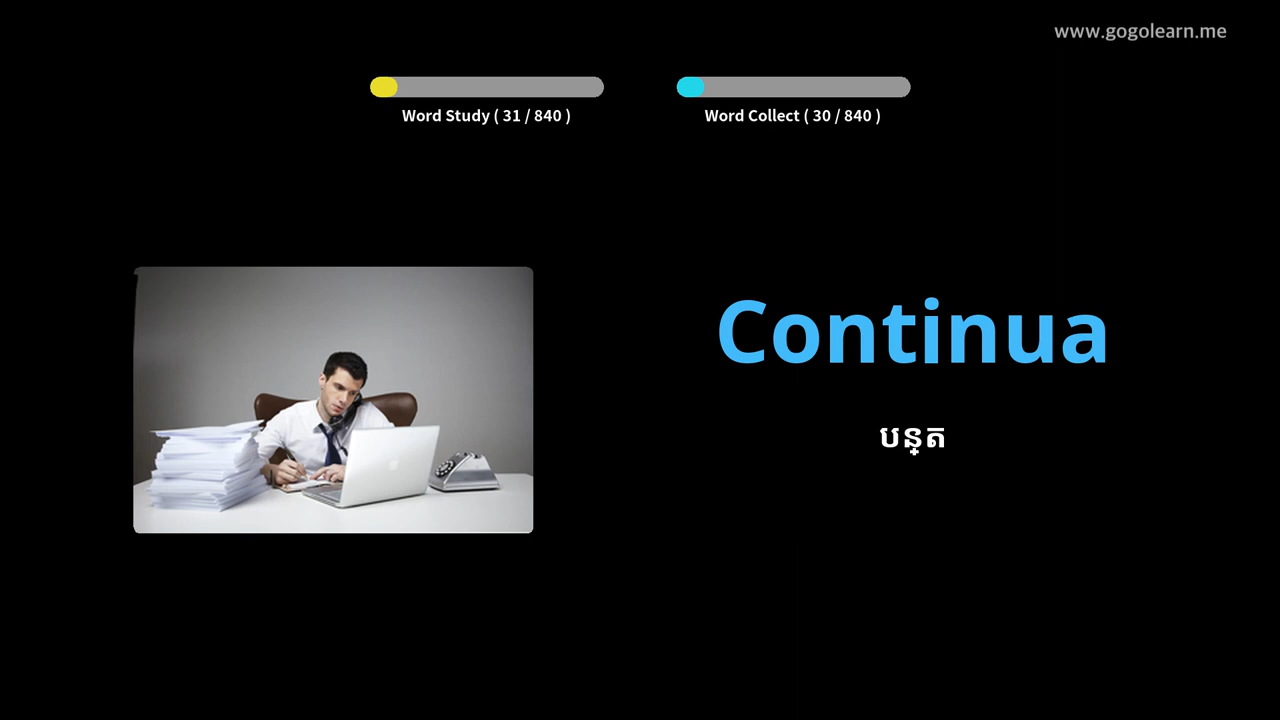 www.gogolearn.me
Word Study ( 31 / 840 )
Word Collect ( 30 / 840 )
Continua
បន្ត